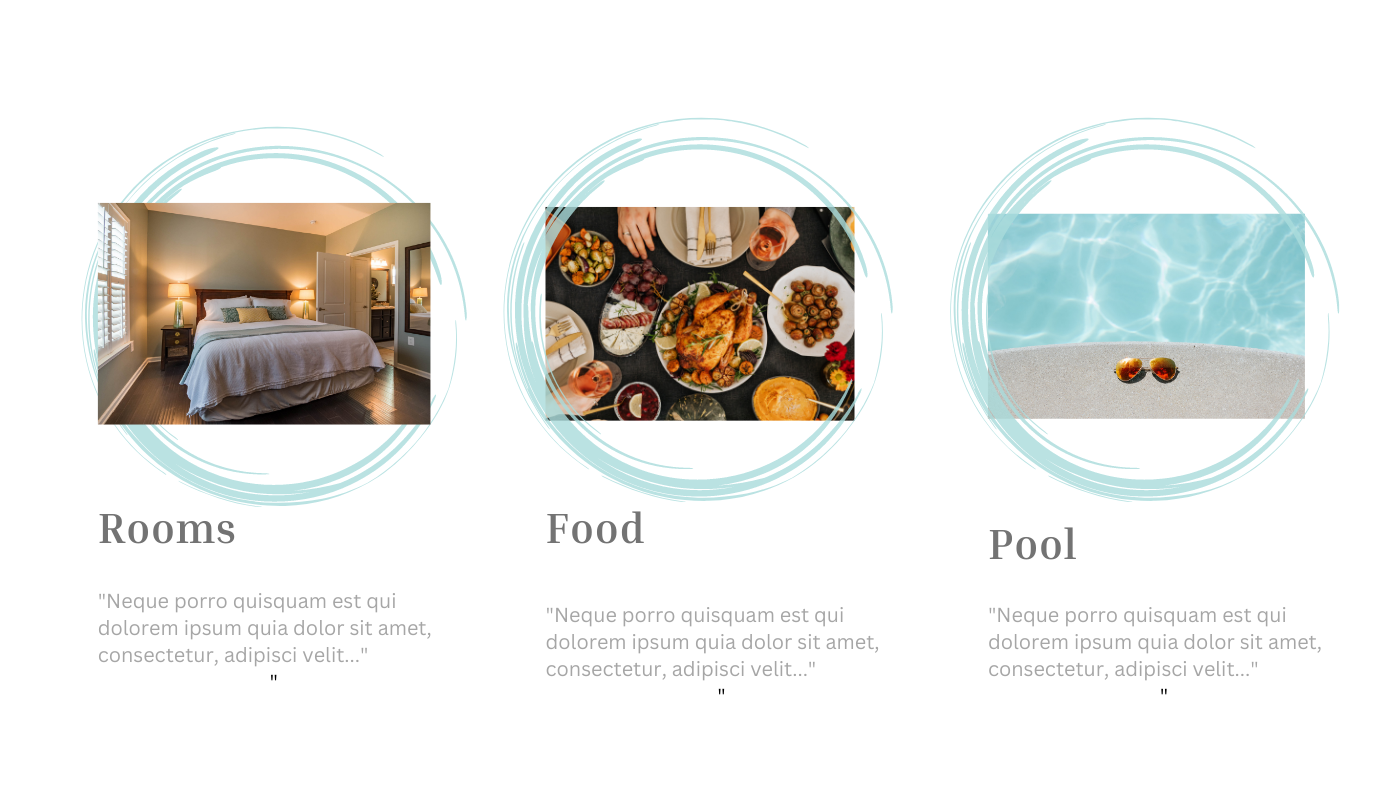 Rooms
"Neque porro quisquam est qui
dolorem ipsum quia dolor sit amet,
consectetur, adipisci velit..."
"
Food
"Neque porro quisquam est qui
dolorem ipsum quia dolor sit amet,
consectetur, adipisci velit..."
"
Pool
"Neque porro quisquam est qui
dolorem ipsum quia dolor sit amet,
consectetur, adipisci velit..."
"